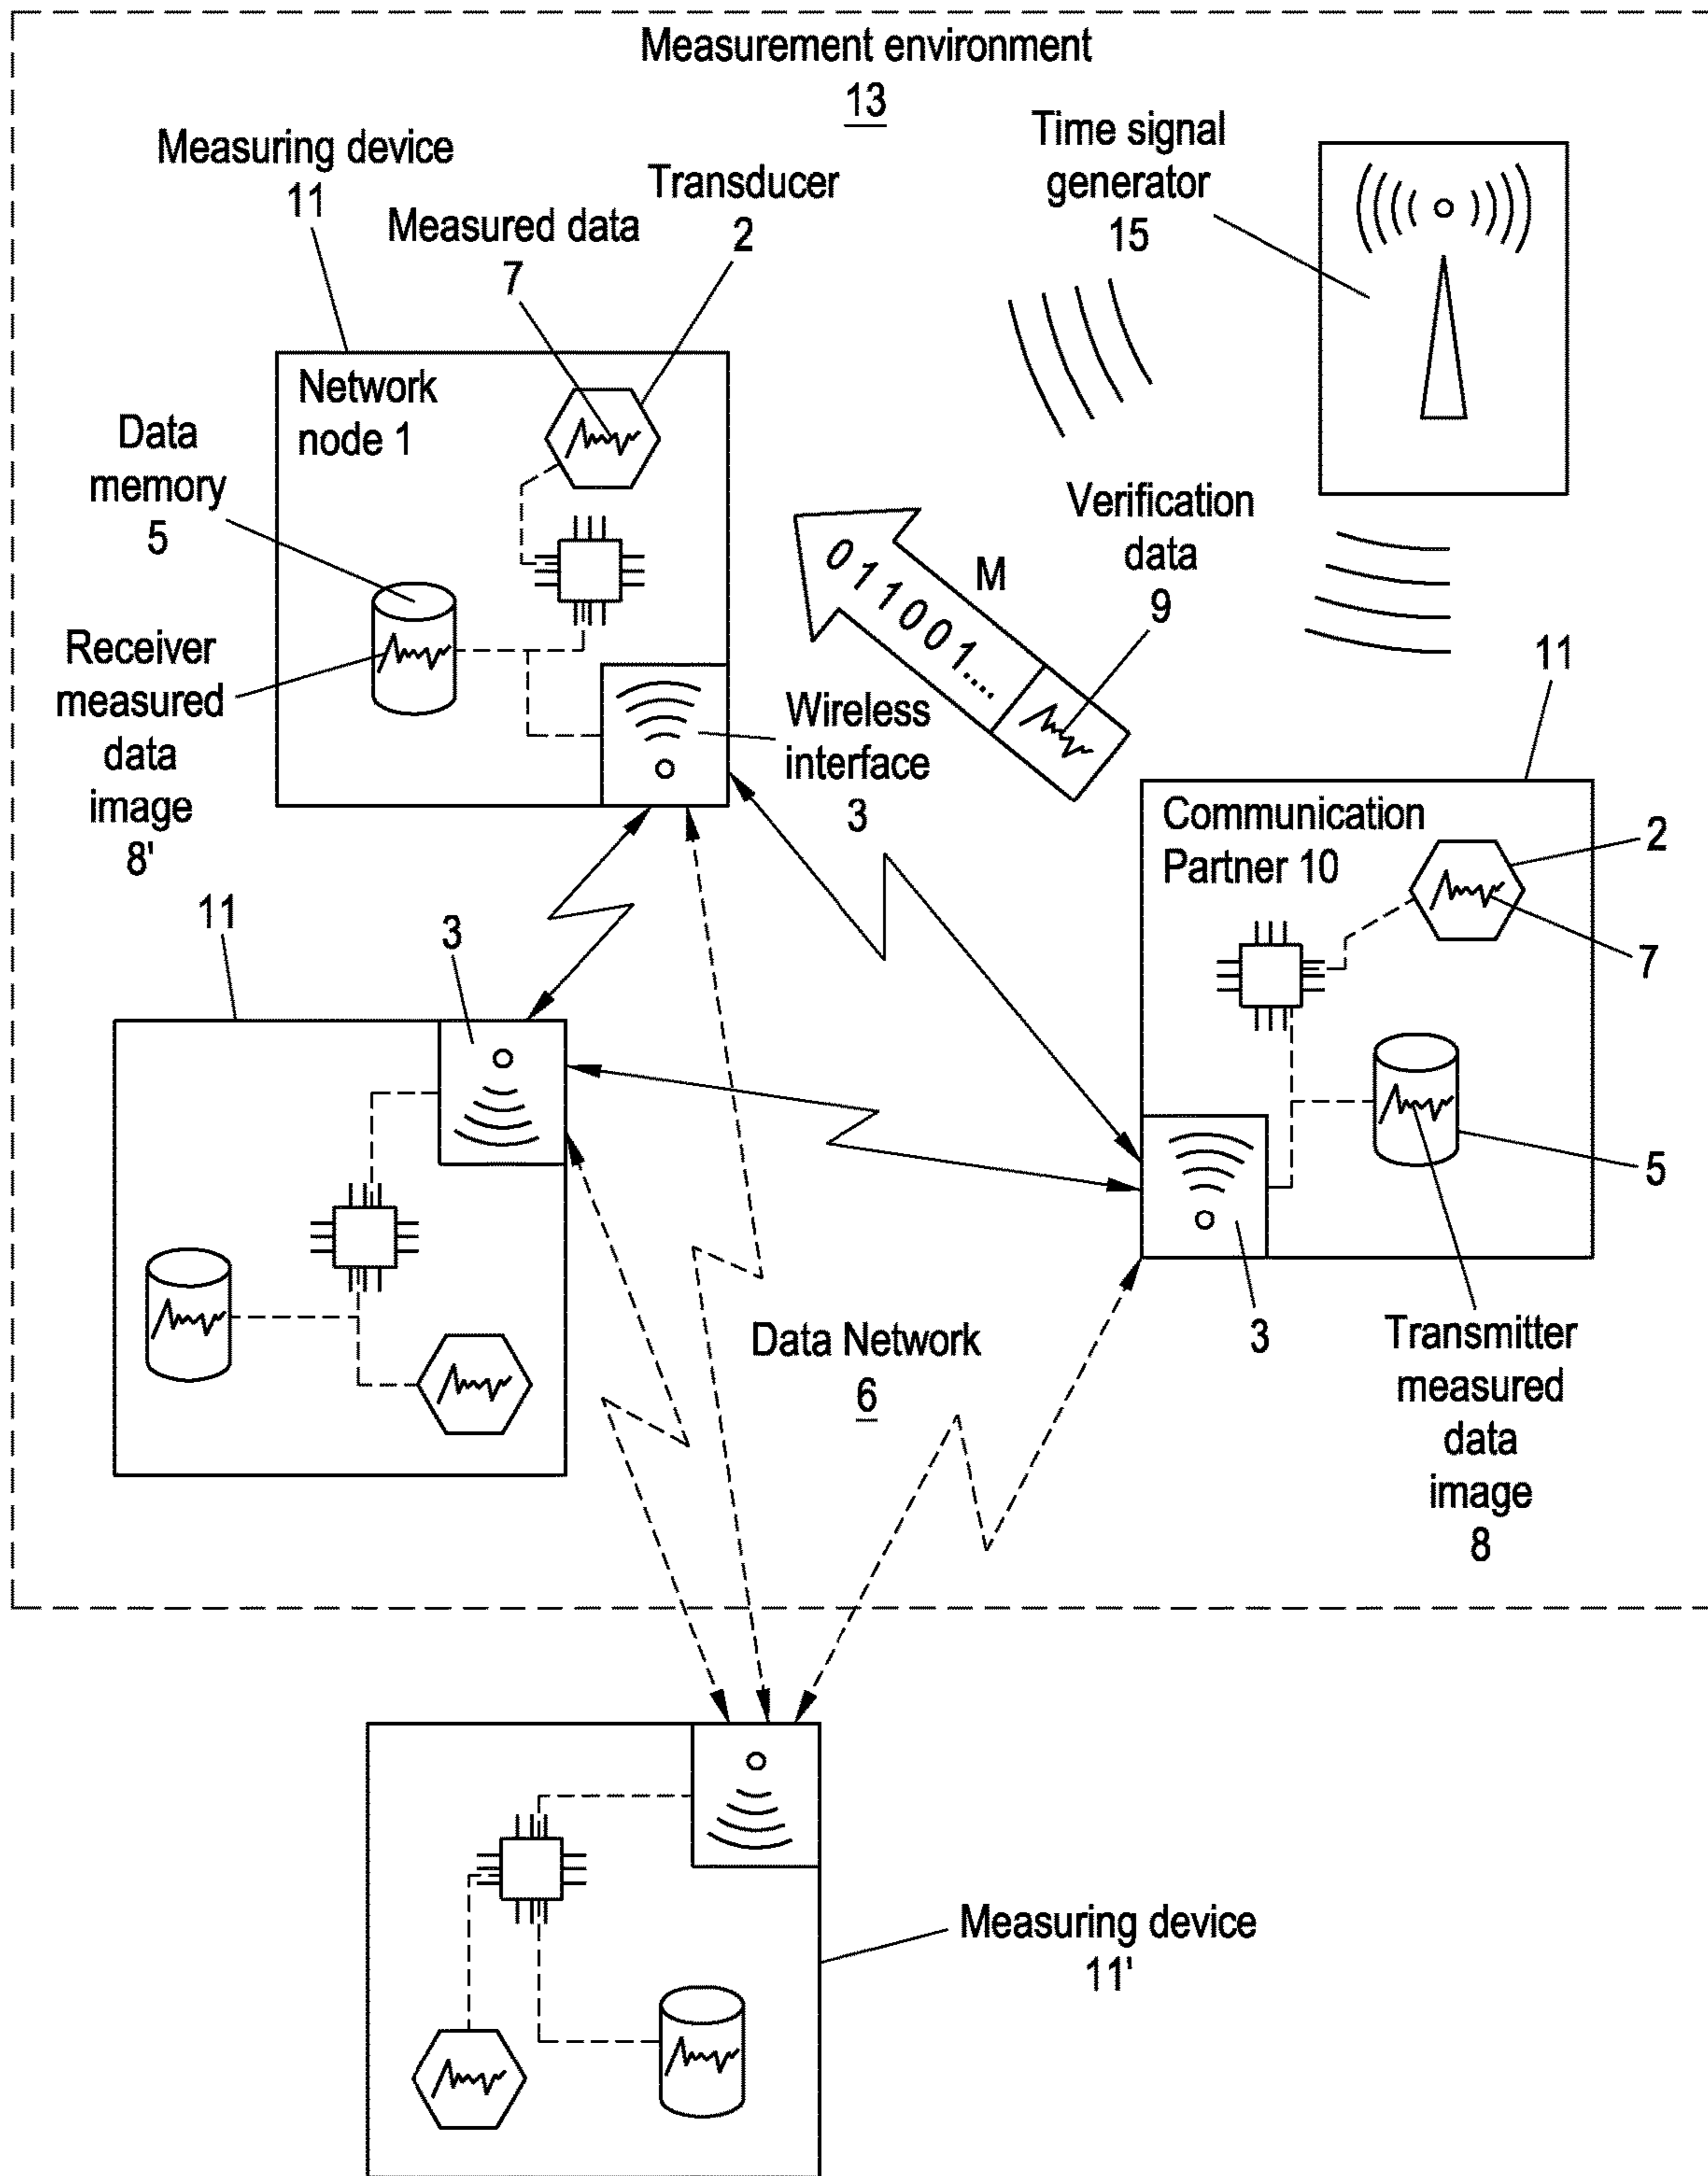 Measurement environment
13
Measuring device
11
Measured data
7
Transducer
2
Time signal
generator
15
Network
node 1
Data
memory
5
Receiver
measured
data
image
8'
Wireless
interface
3
011001....
M
Verification
data
9
11
Communication
Partner 10
2
7
5
3
Transmitter
measured
data
image
8
11
3
Data Network
6
Measuring device
11'